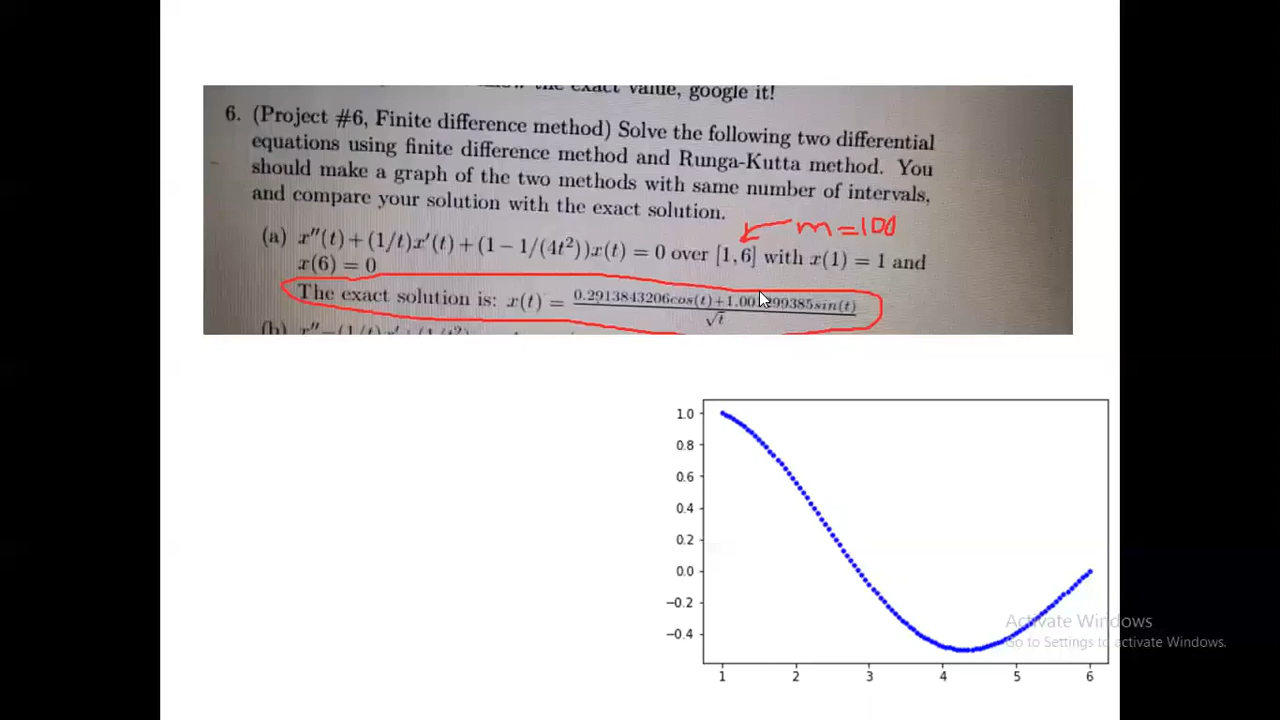 the exact value, google it!
6. (Project #6, Finite difference method) Solve the following two differential
equations using finite difference method and Runga-Kutta method. You
should make a graph of the two methods with same number of intervals,
and compare your solution with the exact solution.
m=100
(a) x″(t)+(1/t)x′(t)+(1−1/(4t²))x(t) = 0 over [1,6] with x(1) = 1 and
x(6) = 0
The exact solution is: x(t) = 0.2913843206cos(t)+1.00 299385sin(t)
√t
1.0
0.8
0.6
0.4
0.2
0.0
−0.2
−0.4
1 2 3 4 5 6
Activate Windows
Go to Settings to activate Windows.